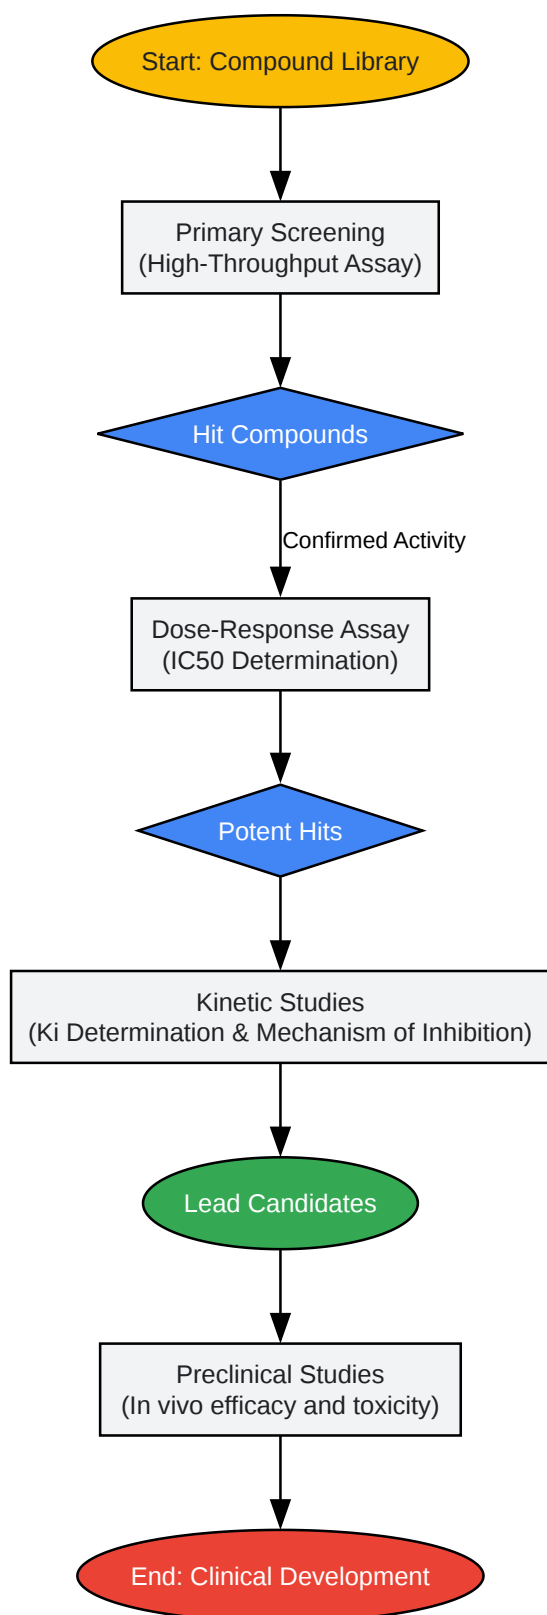 Start: Compound Library
Primary Screening
(High-Throughput Assay)
Hit Compounds
Confirmed Activity
Dose-Response Assay
(IC50 Determination)
Potent Hits
Kinetic Studies
(Ki Determination & Mechanism of Inhibition)
Lead Candidates
Preclinical Studies
(In vivo efficacy and toxicity)
End: Clinical Development